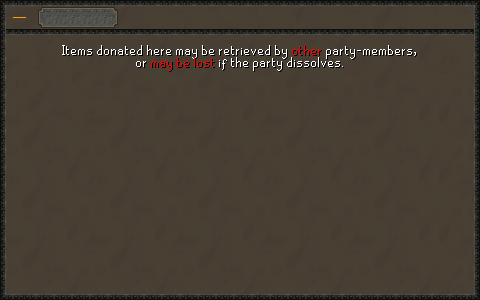 Items donated here may be retrieved by other party-members,
or may be lost if the party dissolves.